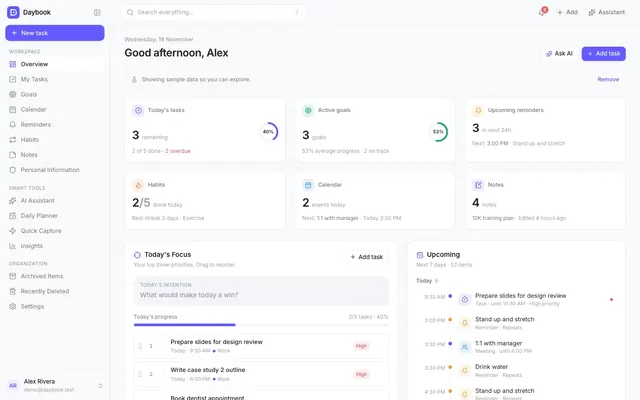 Daybook
Search everything...
/
Add
Assistant
New task
WORKSPACE
Overview
My Tasks
Goals
Calendar
Reminders
Habits
Notes
Personal Information
SMART TOOLS
AI Assistant
Daily Planner
Quick Capture
Insights
ORGANIZATION
Archived Items
Recently Deleted
Settings
AR
Alex Rivera
demo@daybook.test
Wednesday, 18 November
Good afternoon, Alex
Ask AI
Add task
Showing sample data so you can explore.
Remove
Today's tasks
3 remaining
40%
2 of 5 done · 2 overdue
Active goals
3 goals
53%
53% average progress · 2 on track
Upcoming reminders
3 in next 24h
Next: 3:00 PM · Stand up and stretch
Habits
2/5 done today
Best streak 3 days · Exercise
Calendar
2 events today
Next: 1:1 with manager · Today 3:30 PM
Notes
4 notes
10K training plan · Edited 4 hours ago
Today's Focus
Your top three priorities. Drag to reorder.
Add task
TODAY'S INTENTION
What would make today a win?
Today's progress
2/5 tasks · 40%
1
Prepare slides for design review
Today · 9:30 AM
Work
High
2
Write case study 2 outline
Today · 6:00 PM
Work
High
Book dentist appointment
Upcoming
Next 7 days · 22 items
Today
9:30 AM
Prepare slides for design review
Task · until 10:30 AM · High priority
3:00 PM
Stand up and stretch
Reminder · Repeats
3:30 PM
1:1 with manager
Meeting · until 4:00 PM
3:30 PM
Drink water
Reminder · Repeats
4:30 PM
Stand up and stretch
Reminder · Repeats